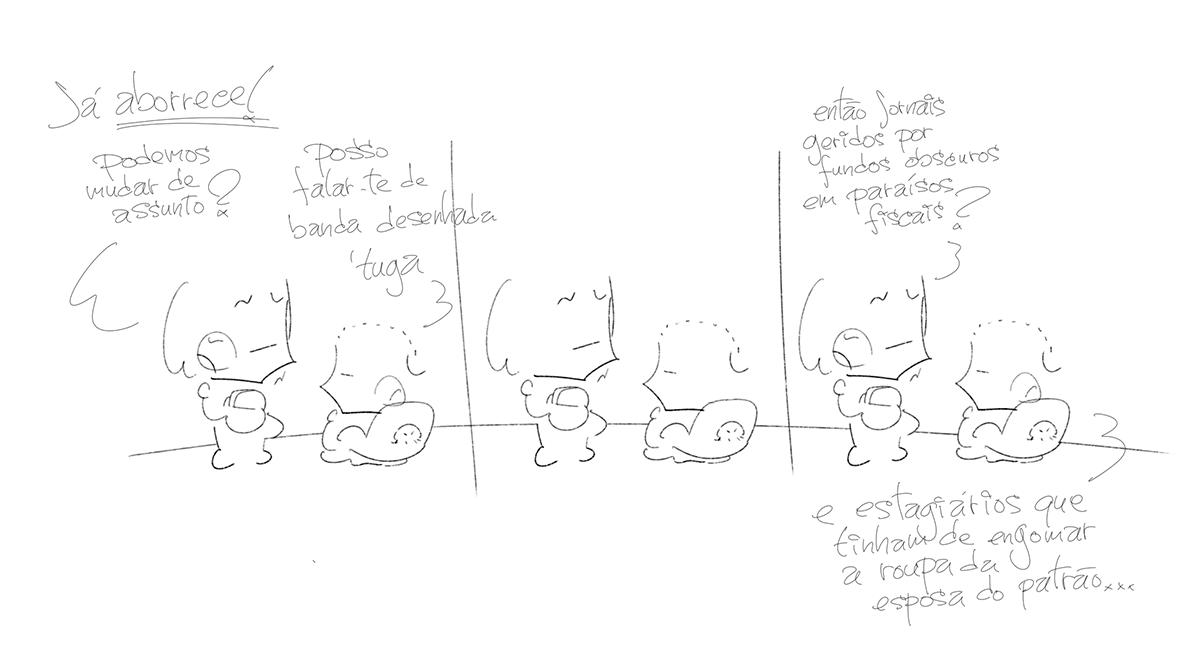 Já aborrece!
podemos
mudar de
assunto?
posso
falar-te de
banda desenhada
'tuga
então jornais
geridos por
fundos obscuros
em paraísos
fiscais?
e estagiários que
tinham de engomar
a roupa da
esposa do patrão...